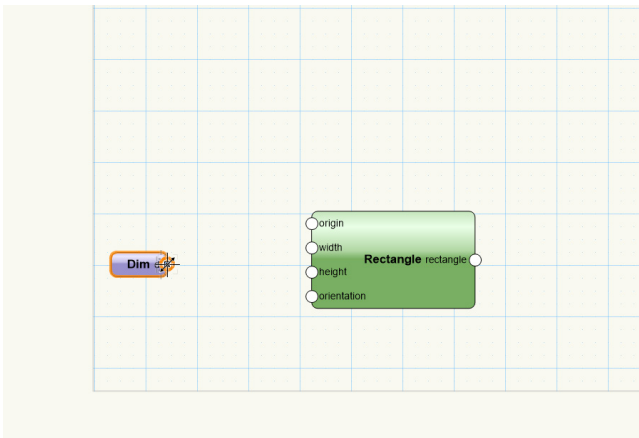 origin
width
Dim
Rectangle rectangle
height
orientation